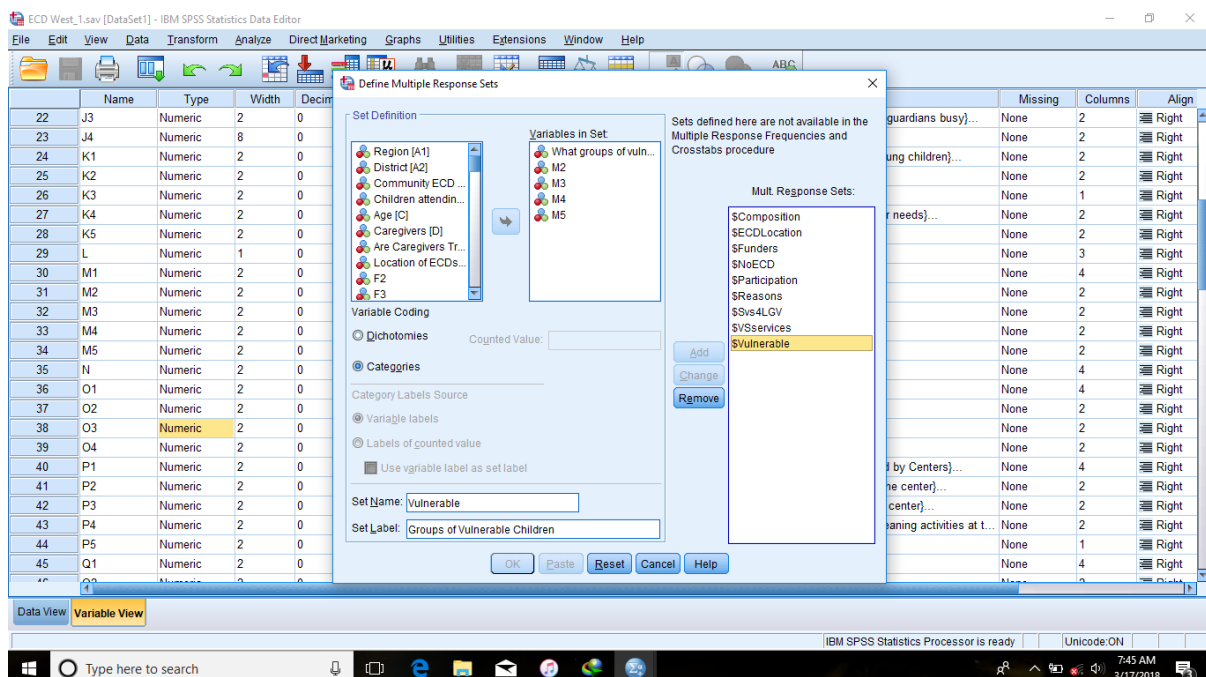 ECD West_1.sav [DataSet1] - IBM SPSS Statistics Data Editor
File Edit View Data Transform Analyze Direct Marketing Graphs Utilities Extensions Window Help
Define Multiple Response Sets
Name Type Width Decim Missing Columns Align
Set Definition
Variables in Set:
Region [A1]
District [A2]
Community ECD ...
Children attendin...
Age [C]
Caregivers [D]
Are Caregivers Tr...
Location of ECDs...
F2
F3
What groups of vuln...
M2
M3
M4
M5
Sets defined here are not available in the
Multiple Response Frequencies and
Crosstabs procedure
Mult. Response Sets:
$Composition
$ECDLocation
$Funders
$NoECD
$Participation
$Reasons
$Svs4LGV
$VSservices
$Vulnerable
Variable Coding
Dichotomies Counted Value:
Categories
Category Labels Source
Variable labels
Labels of counted value
Use variable label as set label
Set Name: Vulnerable
Set Label: Groups of Vulnerable Children
Add
Change
Remove
OK Paste Reset Cancel Help
22 J3 Numeric 2 0 guardians busy}... None 2 Right
23 J4 Numeric 8 0 None 2 Right
24 K1 Numeric 2 0 ung children}... None 2 Right
25 K2 Numeric 2 0 None 2 Right
26 K3 Numeric 2 0 None 1 Right
27 K4 Numeric 2 0 r needs}... None 2 Right
28 K5 Numeric 2 0 None 2 Right
29 L Numeric 1 0 None 3 Right
30 M1 Numeric 2 0 None 4 Right
31 M2 Numeric 2 0 None 2 Right
32 M3 Numeric 2 0 None 2 Right
33 M4 Numeric 2 0 None 2 Right
34 M5 Numeric 2 0 None 2 Right
35 N Numeric 2 0 None 4 Right
36 O1 Numeric 2 0 None 4 Right
37 O2 Numeric 2 0 None 2 Right
38 O3 Numeric 2 0 None 2 Right
39 O4 Numeric 2 0 None 2 Right
40 P1 Numeric 2 0 d by Centers}... None 4 Right
41 P2 Numeric 2 0 he center}... None 2 Right
42 P3 Numeric 2 0 center}... None 2 Right
43 P4 Numeric 2 0 eaning activities at t... None 2 Right
44 P5 Numeric 2 0 None 1 Right
45 Q1 Numeric 2 0 None 4 Right
Data View Variable View
IBM SPSS Statistics Processor is ready Unicode:ON
Type here to search
7:45 AM
3/17/2018